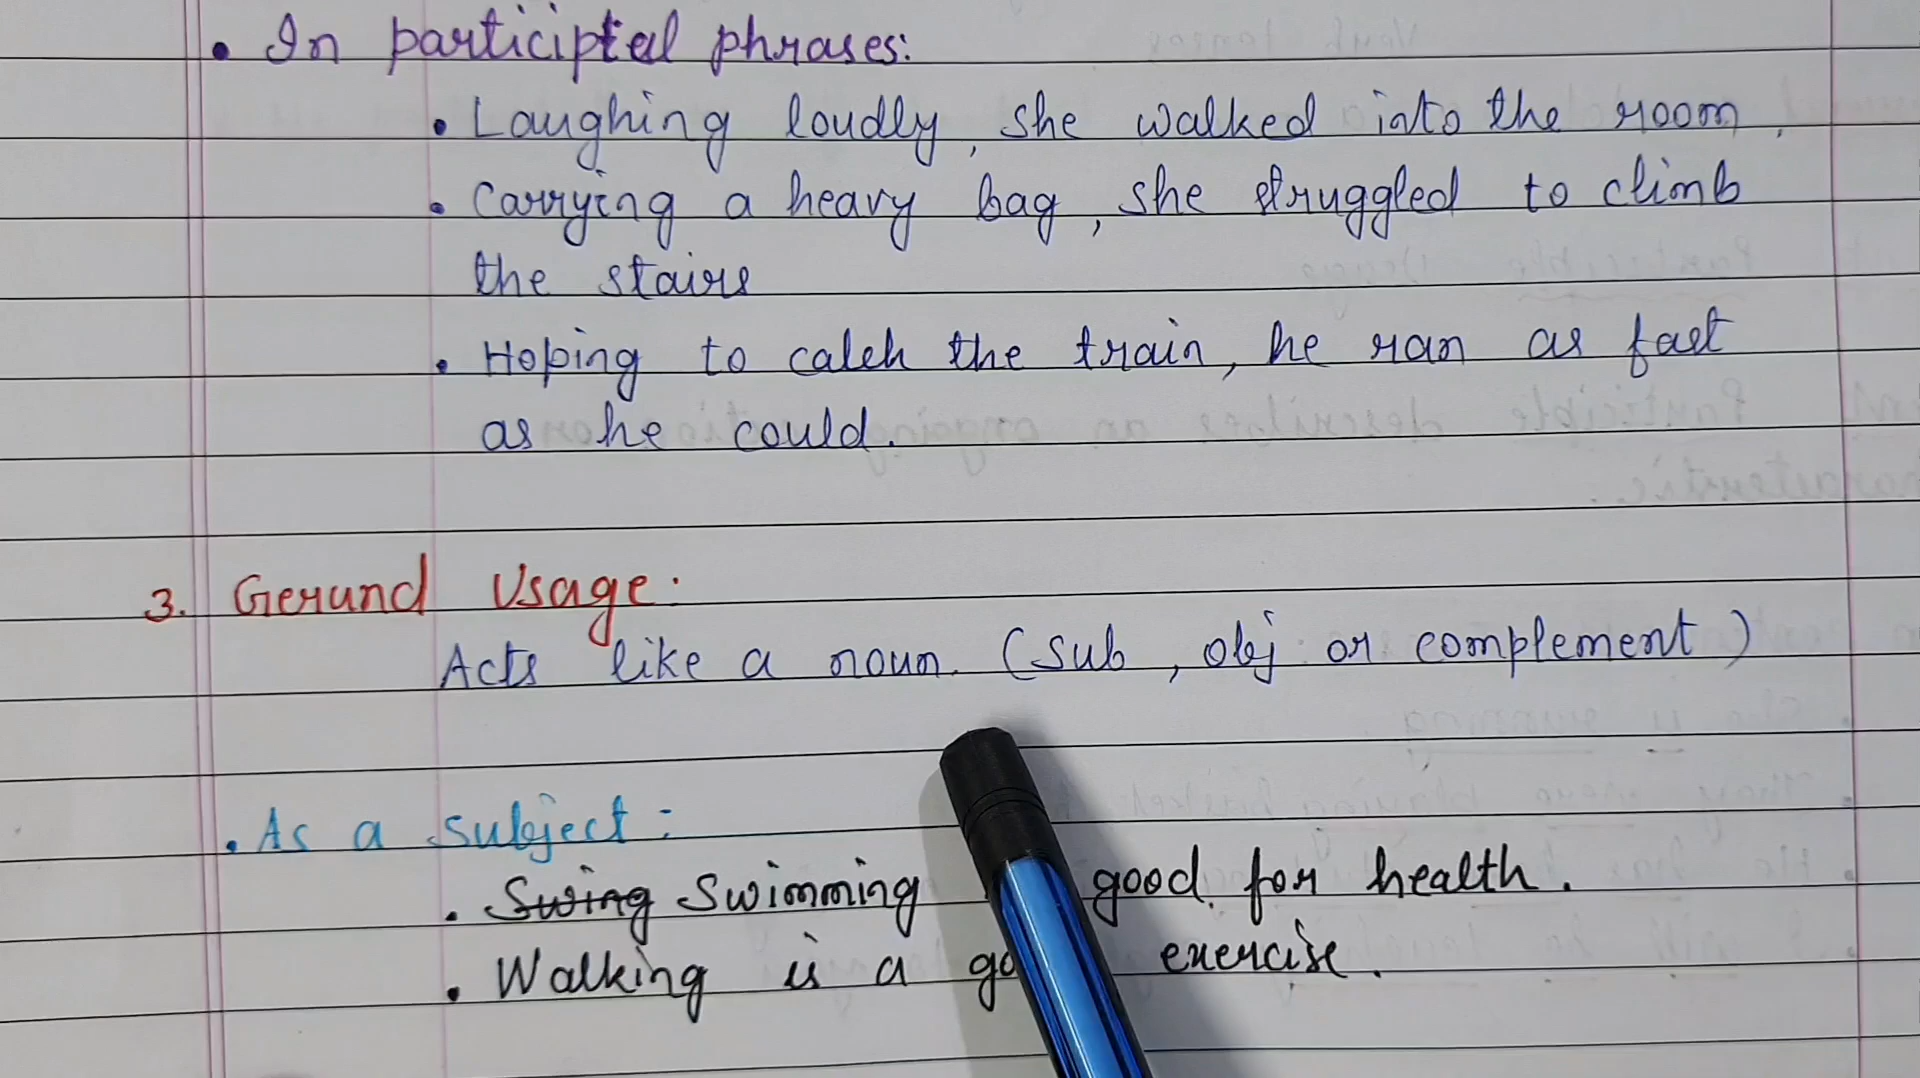 • In participtal phrases:
• Laughing loudly, she walked into the room.
• Carrying a heavy bag, she struggled to climb
the stairs
• Hoping to catch the train, he ran as fast
as he could.
3. Gerund Usage:
Acts like a noun. (Sub, obj or complement)
• As a subject:
• Swing Swimming good for health.
• Walking is a exercise.